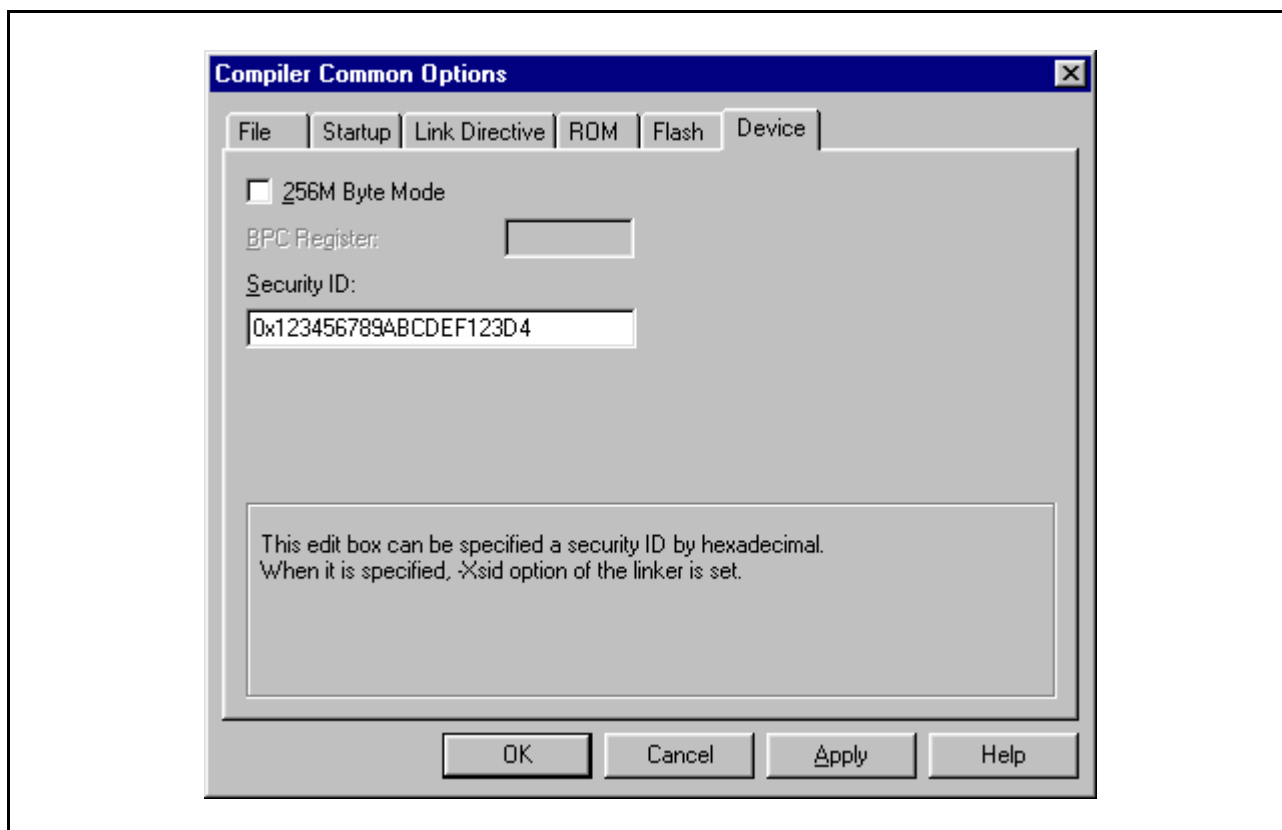 Compiler Common Options
File Startup Link Directive ROM Flash Device
256M Byte Mode
BPC Register:
Security ID:
0x123456789ABCDEF123D4
This edit box can be specified a security ID by hexadecimal.
When it is specified, -Xsid option of the linker is set.
OK Cancel Apply Help